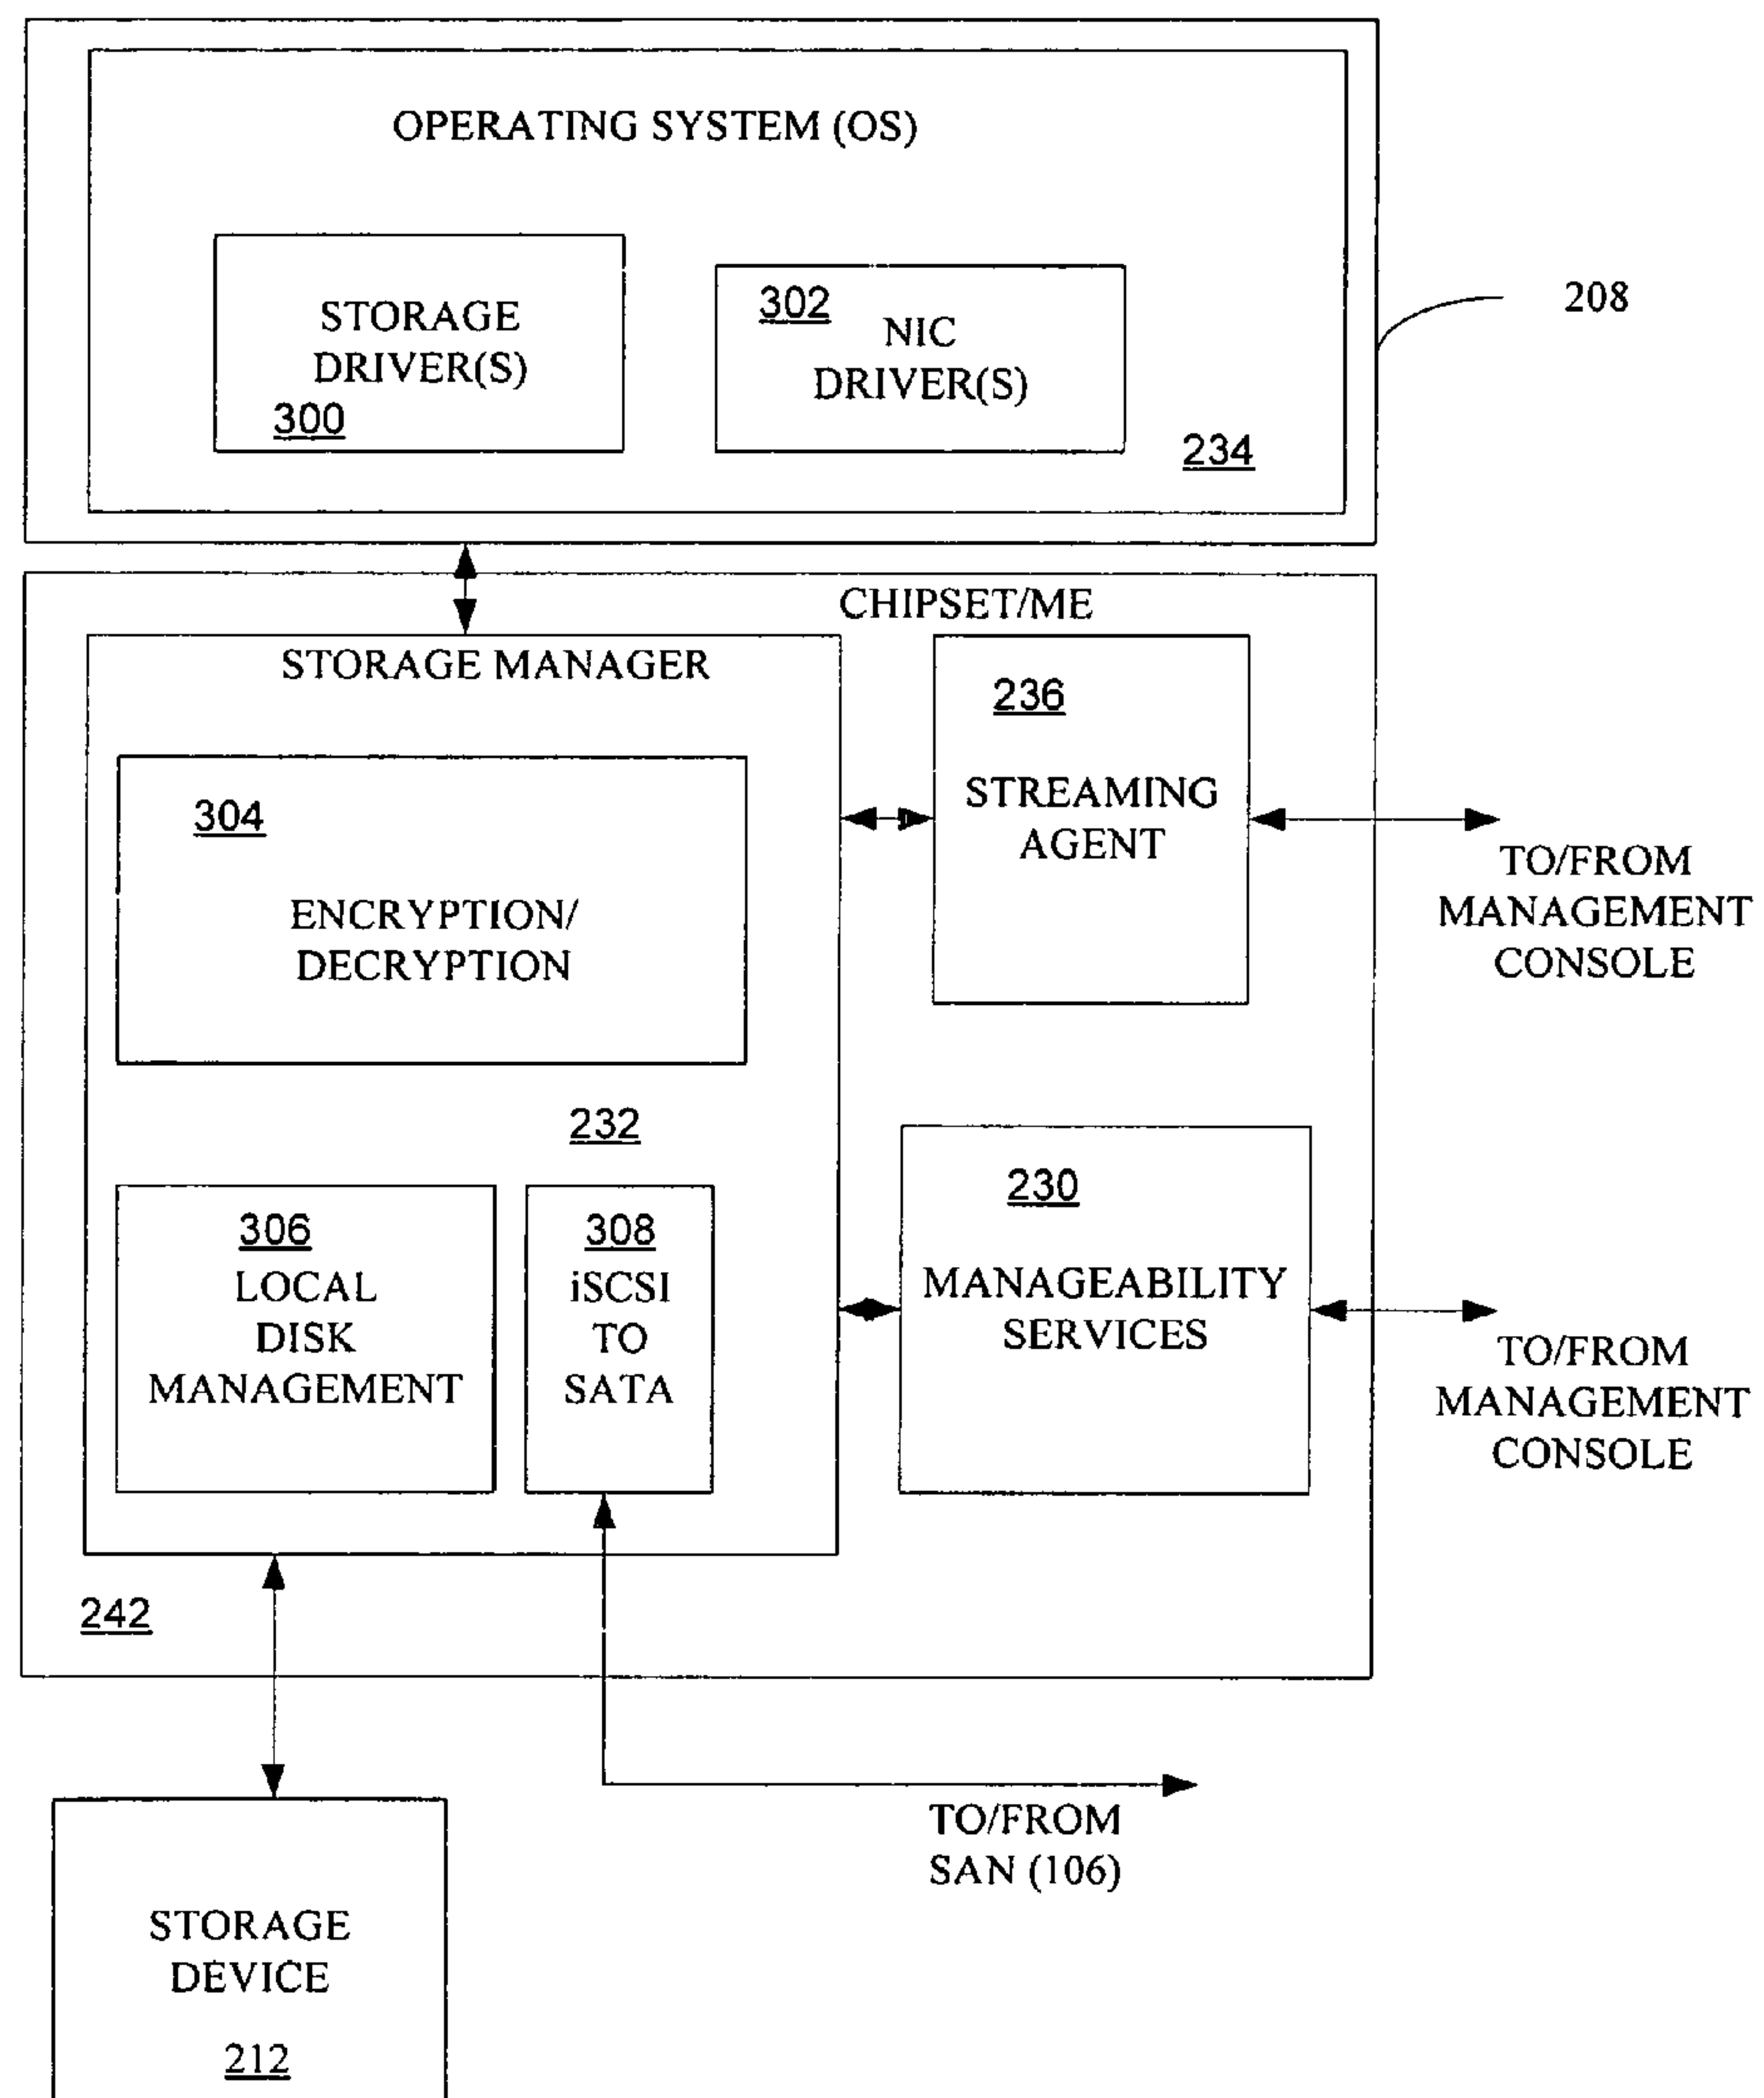 OPERATING SYSTEM (OS)
STORAGE
DRIVER(S)
300
302
NIC
DRIVER(S)
234
208
CHIPSET/ME
STORAGE MANAGER
304
ENCRYPTION/
DECRYPTION
232
306
LOCAL
DISK
MANAGEMENT
308
iSCSI
TO
SATA
236
STREAMING
AGENT
TO/FROM
MANAGEMENT
CONSOLE
230
MANAGEABILITY
SERVICES
TO/FROM
MANAGEMENT
CONSOLE
242
TO/FROM
SAN (106)
STORAGE
DEVICE
212